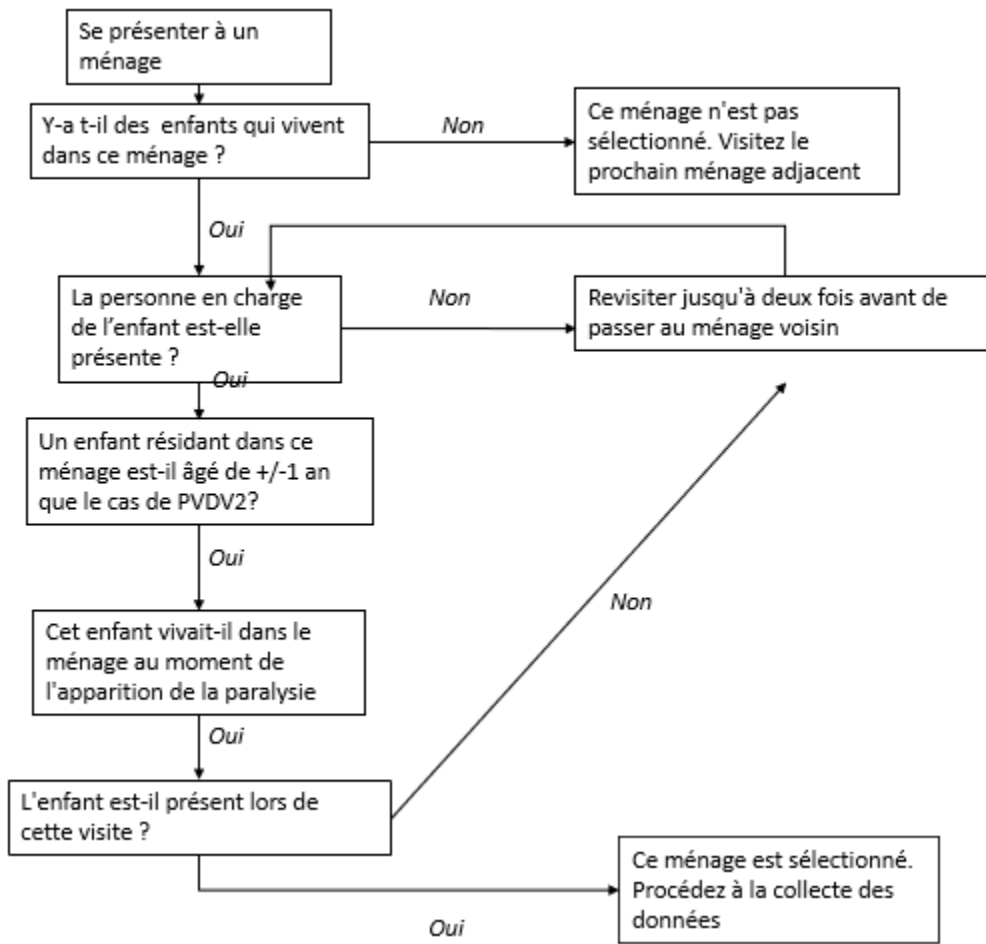 Se présenter à un
ménage
Y-a t-il des  enfants qui vivent
dans ce ménage ?
Non
Ce ménage n'est pas
sélectionné. Visitez le
prochain ménage adjacent
Oui
La personne en charge
de l’enfant est-elle
présente ?
Non
Revisiter jusqu'à deux fois avant de
passer au ménage voisin
Oui
Un enfant résidant dans ce
ménage est-il âgé de +/-1 an
que le cas de PVDV2?
Oui
Cet enfant vivait-il dans le
ménage au moment de
l'apparition de la paralysie
Non
Oui
L'enfant est-il présent lors de
cette visite ?
Ce ménage est sélectionné.
Procédez à la collecte des
données
Oui